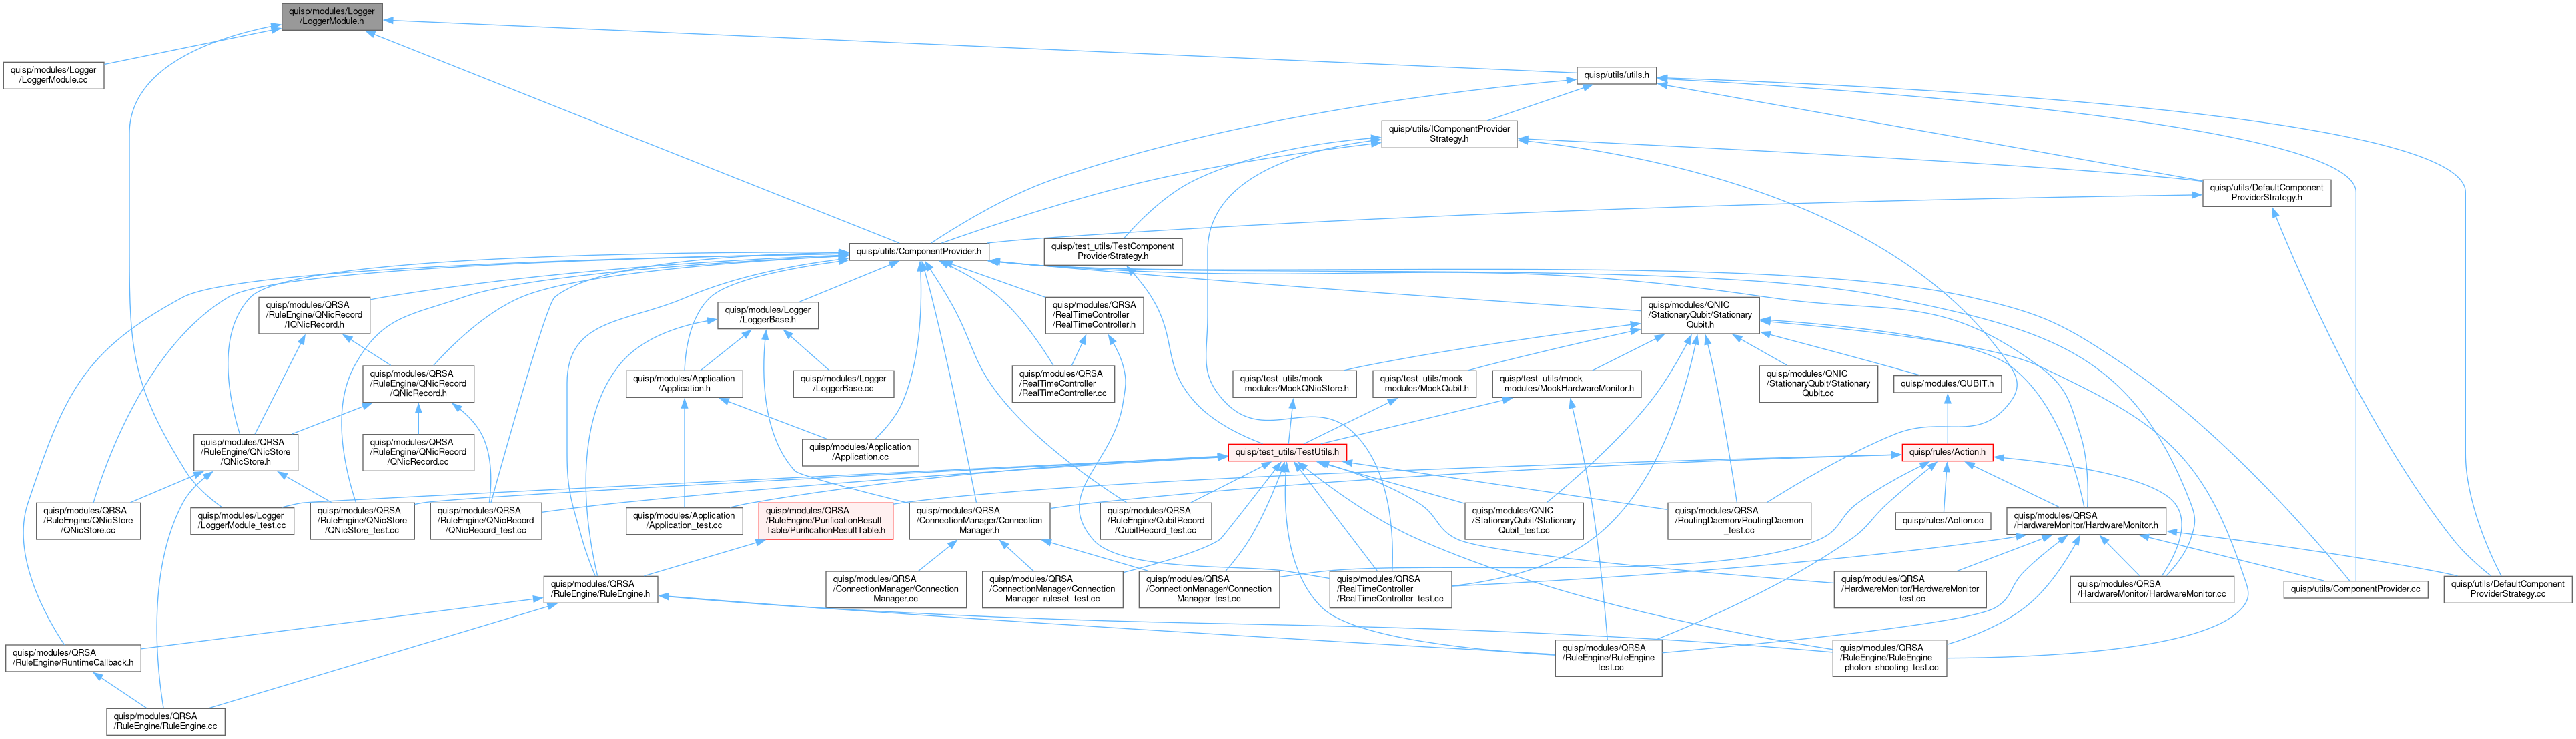 quisp/modules/Logger
/LoggerModule.h
quisp/modules/Logger
/LoggerModule.cc
quisp/utils/utils.h
quisp/utils/IComponentProvider
Strategy.h
quisp/utils/DefaultComponent
ProviderStrategy.h
quisp/utils/ComponentProvider.h
quisp/test_utils/TestComponent
ProviderStrategy.h
quisp/modules/QRSA
/RuleEngine/QNicRecord
/IQNicRecord.h
quisp/modules/Logger
/LoggerBase.h
quisp/modules/QRSA
/RealTimeController
/RealTimeController.h
quisp/modules/QNIC
/StationaryQubit/Stationary
Qubit.h
quisp/modules/QRSA
/RuleEngine/QNicRecord
/QNicRecord.h
quisp/modules/Application
/Application.h
quisp/modules/Logger
/LoggerBase.cc
quisp/modules/QRSA
/RealTimeController
/RealTimeController.cc
quisp/test_utils/mock
_modules/MockQNicStore.h
quisp/test_utils/mock
_modules/MockQubit.h
quisp/test_utils/mock
_modules/MockHardwareMonitor.h
quisp/modules/QNIC
/StationaryQubit/Stationary
Qubit.cc
quisp/modules/QUBIT.h
quisp/modules/QRSA
/RuleEngine/QNicStore
/QNicStore.h
quisp/modules/QRSA
/RuleEngine/QNicRecord
/QNicRecord.cc
quisp/modules/Application
/Application.cc
quisp/test_utils/TestUtils.h
quisp/rules/Action.h
quisp/modules/QRSA
/RuleEngine/QNicStore
/QNicStore.cc
quisp/modules/Logger
/LoggerModule_test.cc
quisp/modules/QRSA
/RuleEngine/QNicStore
/QNicStore_test.cc
quisp/modules/QRSA
/RuleEngine/QNicRecord
/QNicRecord_test.cc
quisp/modules/Application
/Application_test.cc
quisp/modules/QRSA
/RuleEngine/PurificationResult
Table/PurificationResultTable.h
quisp/modules/QRSA
/ConnectionManager/Connection
Manager.h
quisp/modules/QRSA
/RuleEngine/QubitRecord
/QubitRecord_test.cc
quisp/modules/QNIC
/StationaryQubit/Stationary
Qubit_test.cc
quisp/modules/QRSA
/RoutingDaemon/RoutingDaemon
_test.cc
quisp/rules/Action.cc
quisp/modules/QRSA
/HardwareMonitor/HardwareMonitor.h
quisp/modules/QRSA
/RuleEngine/RuleEngine.h
quisp/modules/QRSA
/ConnectionManager/Connection
Manager.cc
quisp/modules/QRSA
/ConnectionManager/Connection
Manager_ruleset_test.cc
quisp/modules/QRSA
/ConnectionManager/Connection
Manager_test.cc
quisp/modules/QRSA
/RealTimeController
/RealTimeController_test.cc
quisp/modules/QRSA
/HardwareMonitor/HardwareMonitor
_test.cc
quisp/modules/QRSA
/HardwareMonitor/HardwareMonitor.cc
quisp/utils/ComponentProvider.cc
quisp/utils/DefaultComponent
ProviderStrategy.cc
quisp/modules/QRSA
/RuleEngine/RuntimeCallback.h
quisp/modules/QRSA
/RuleEngine/RuleEngine
_test.cc
quisp/modules/QRSA
/RuleEngine/RuleEngine
_photon_shooting_test.cc
quisp/modules/QRSA
/RuleEngine/RuleEngine.cc